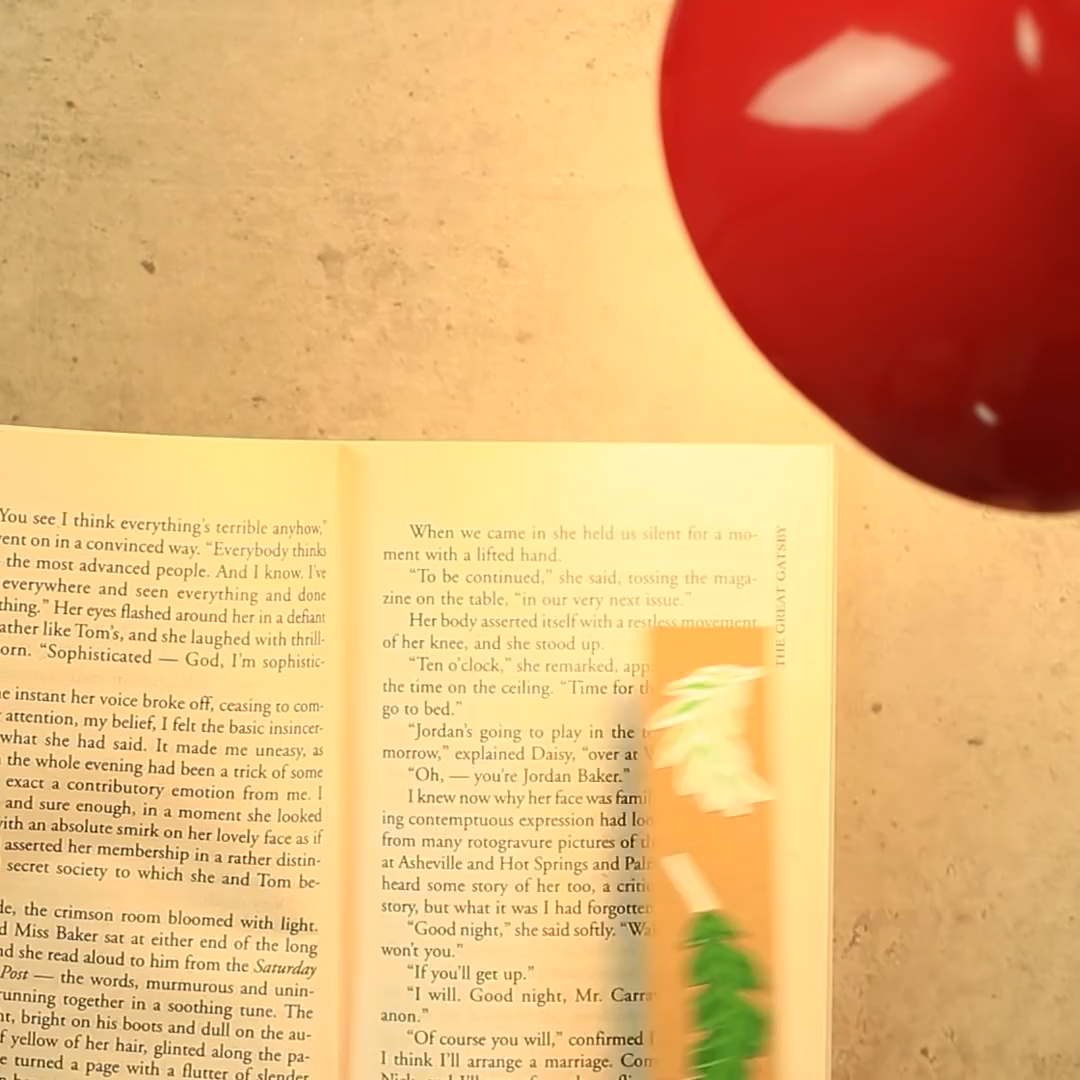 You see I think everything's terrible anyhow,"
on in a convinced way. "Everybody thinks
the most advanced people. And I know. I've
everywhere and seen everything and done
Her eyes flashed around her in a defiant
like Tom's, and she laughed with thrill-
"Sophisticated — God, I'm sophistic-
instant her voice broke off, ceasing to com-
attention, my belief, I felt the basic insincer-
what she had said. It made me uneasy, as
the whole evening had been a trick of some
exact a contributory emotion from me. I
and sure enough, in a moment she looked
an absolute smirk on her lovely face as if
asserted her membership in a rather distin-
secret society to which she and Tom be-
the crimson room bloomed with light.
Miss Baker sat at either end of the long
she read aloud to him from the Saturday
Post — the words, murmurous and unin-
running together in a soothing tune. The
bright on his boots and dull on the au-
yellow of her hair, glinted along the pa-
turned a page with a flutter of slender
When we came in she held us silent for a mo-
ment with a lifted hand.
"To be continued," she said, tossing the maga-
zine on the table, "in our very next issue."
Her body asserted itself with a restless movement
of her knee, and she stood up.
"Ten o'clock," she remarked, app
the time on the ceiling. "Time for
go to bed."
"Jordan's going to play in the
morrow," explained Daisy, "over at
"Oh, — you're Jordan Baker."
I knew now why her face was fami
ing contemptuous expression had
from many rotogravure pictures of
at Asheville and Hot Springs and
heard some story of her too, a
story, but what it was I had forgotten
"Good night," she said softly.
won't you."
"If you'll get up."
"I will. Good night, Mr. Carra
anon."
"Of course you will," confirmed
I think I'll arrange a marriage.
THE GREAT GATSBY